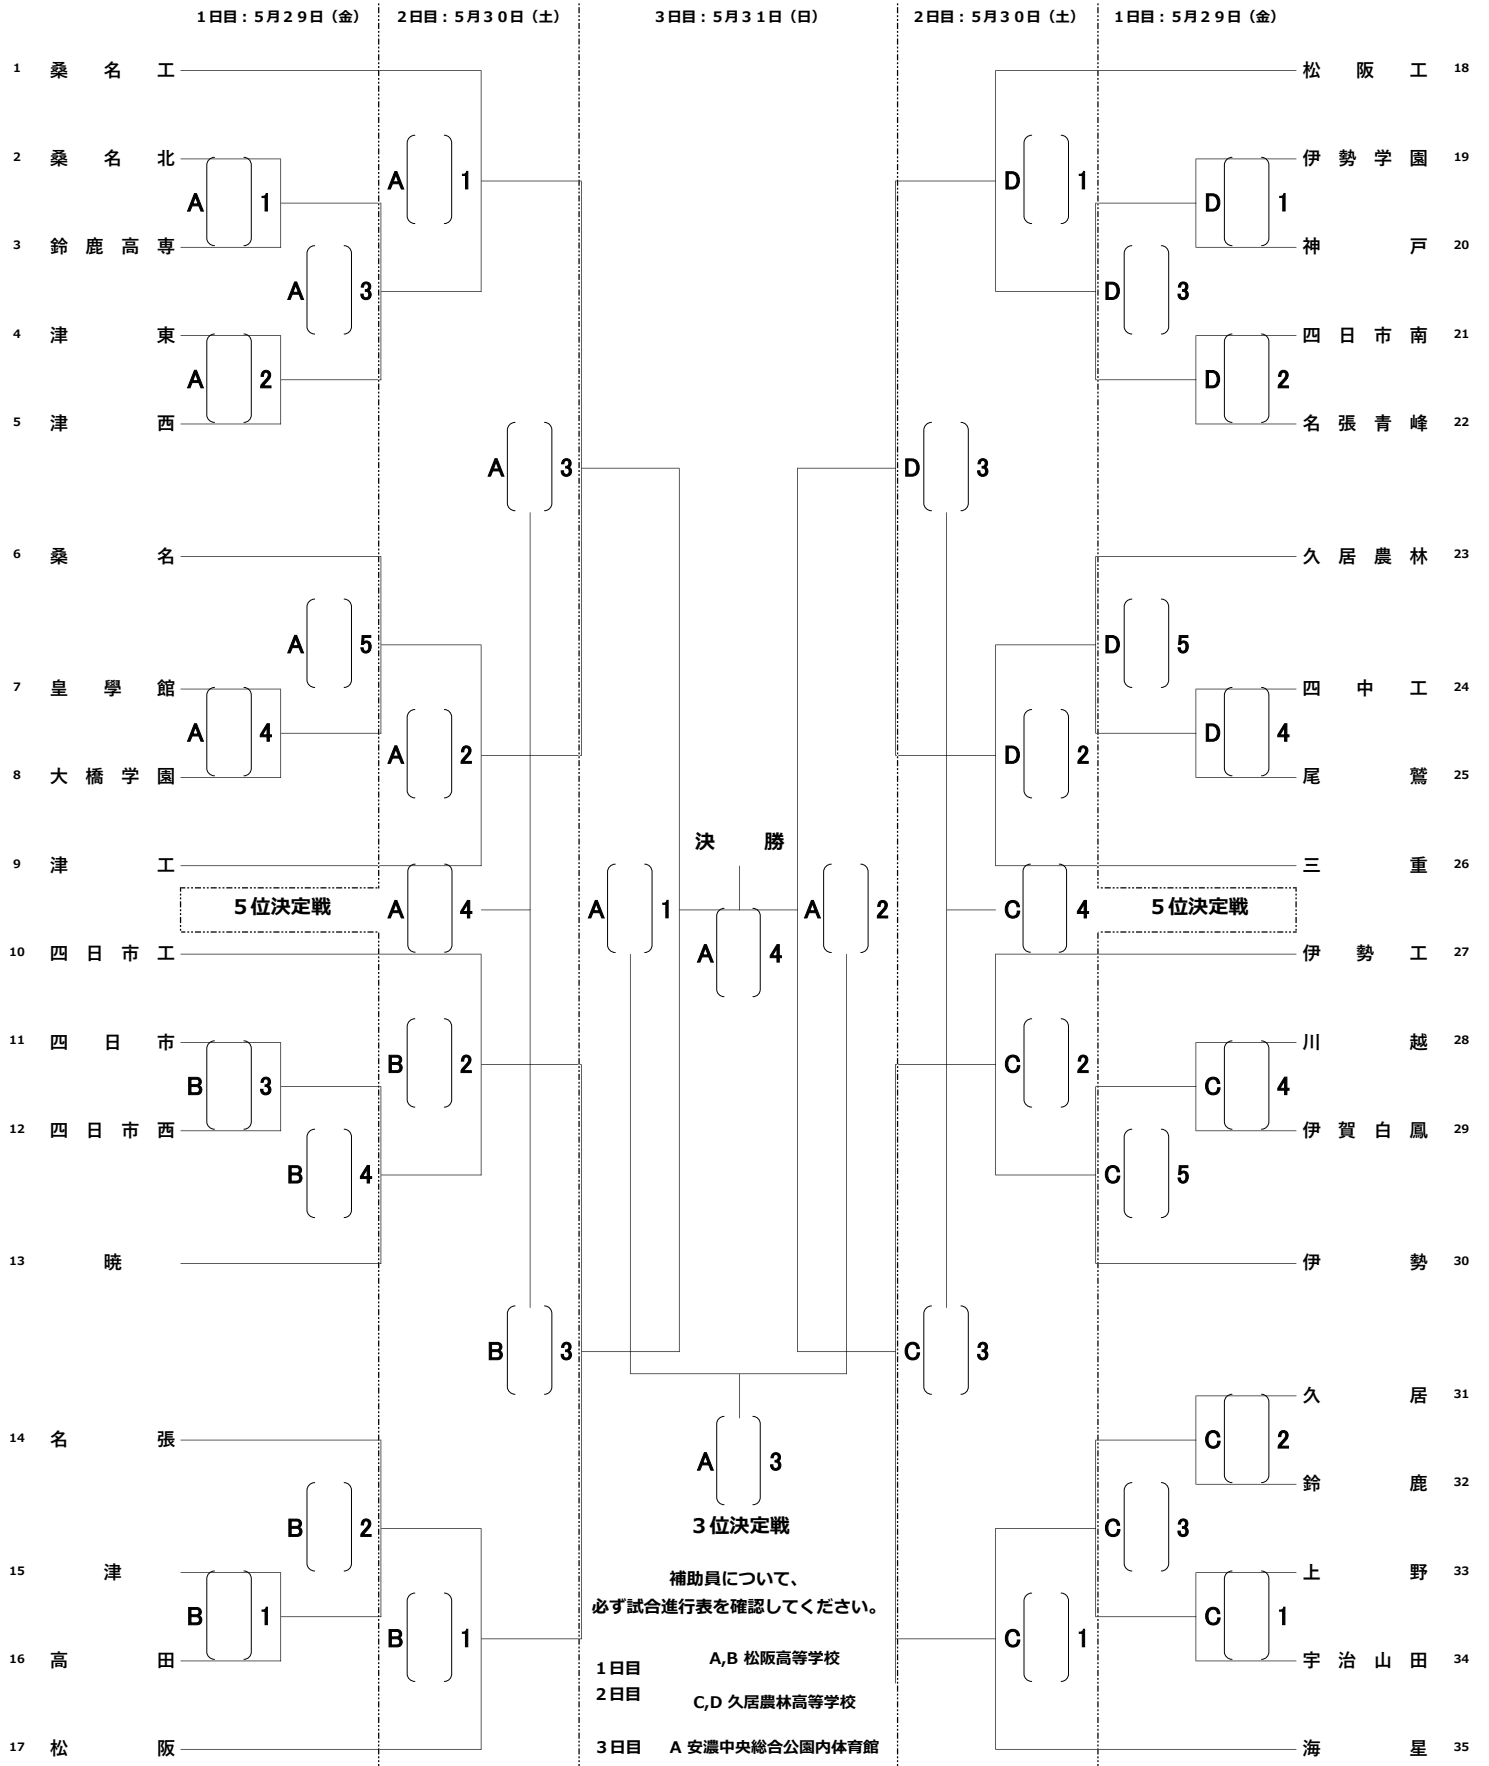 1日目：5月29日（金）
2日目：5月30日（土）
3日目：5月31日（日）
2日目：5月30日（土）
1日目：5月29日（金）
1 桑名工
2 桑名北
3 鈴鹿高専
4 津東
5 津西
6 桑名
7 皇學館
8 大橋学園
9 津工
5位決定戦
10 四日市工
11 四日市
12 四日市西
13 暁
14 名張
15 津
16 高田
17 松阪
A 1
A 3
A 2
A 5
A 4
B 3
B 4
B 2
B 1
A 1
A 2
A 4
B 2
B 1
A 3
B 3
決勝
A 1
A 4
A 2
A 3
3位決定戦
補助員について、
必ず試合進行表を確認してください。
1日目
2日目
A,B 松阪高等学校
C,D 久居農林高等学校
3日目 A 安濃中央総合公園内体育館
D 3
C 3
D 1
D 2
C 4
C 2
C 1
D 1
D 3
D 2
D 5
D 4
C 4
C 5
C 2
C 3
C 1
松阪工 18
伊勢学園 19
神戸 20
四日市南 21
名張青峰 22
久居農林 23
四中工 24
尾鷲 25
三重 26
5位決定戦
伊勢工 27
川越 28
伊賀白鳳 29
伊勢 30
久居 31
鈴鹿 32
上野 33
宇治山田 34
海星 35